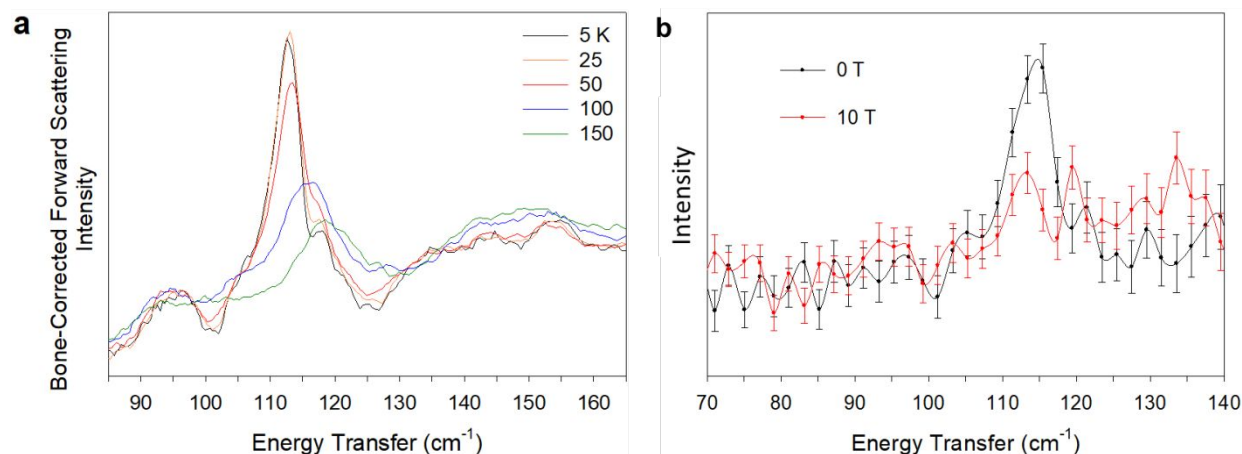 a
Bone-Corrected Forward Scattering
Intensity
5 K
25
50
100
150
90 100 110 120 130 140 150 160
Energy Transfer (cm⁻¹)
b
Intensity
0 T
10 T
70 80 90 100 110 120 130 140
Energy Transfer (cm⁻¹)